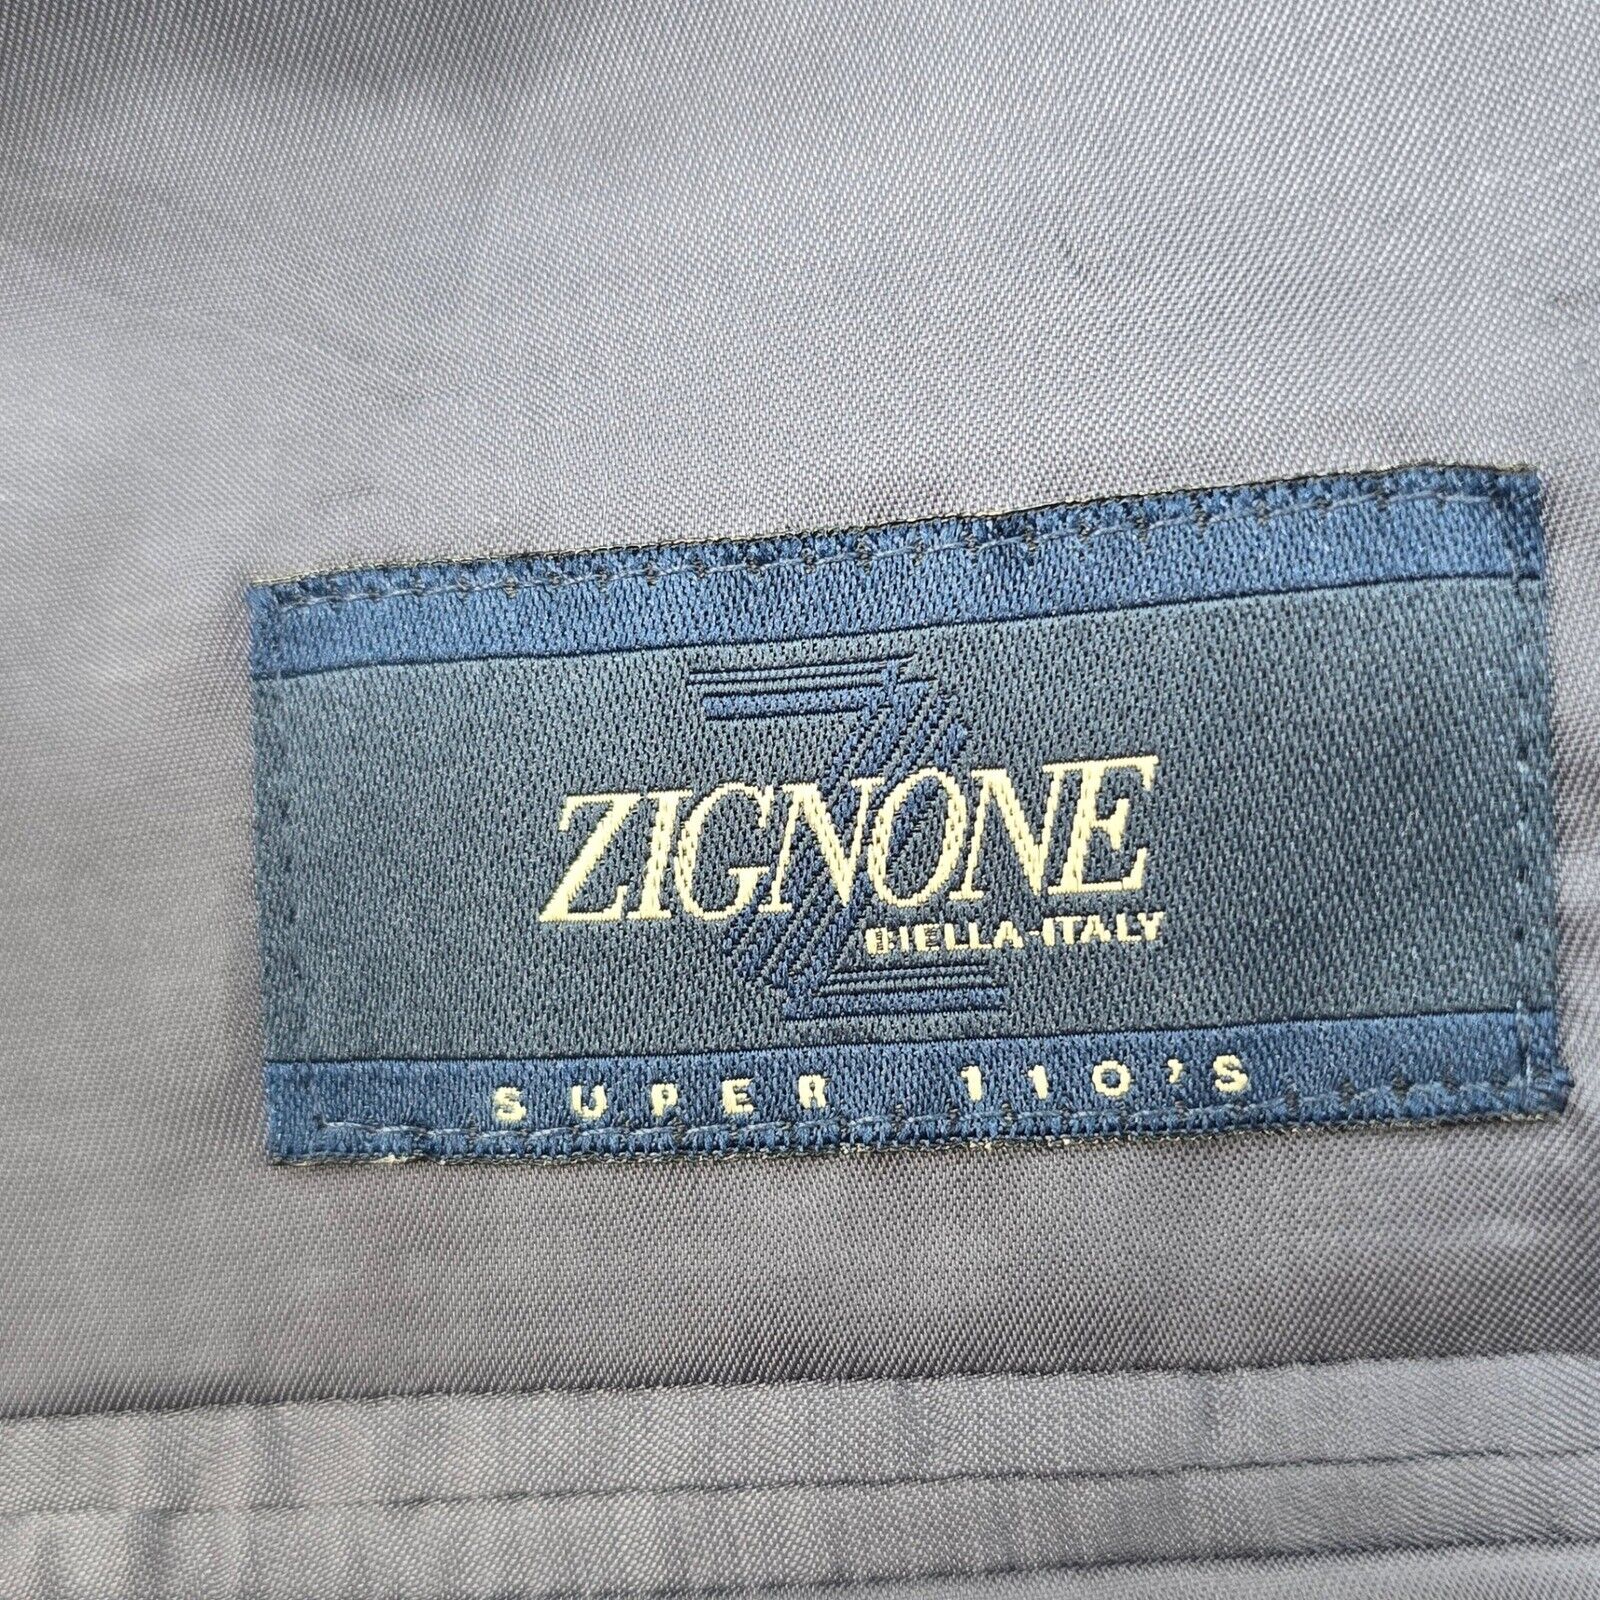 ZIGNONE
BIELLA-ITALY
SUPER 110'S